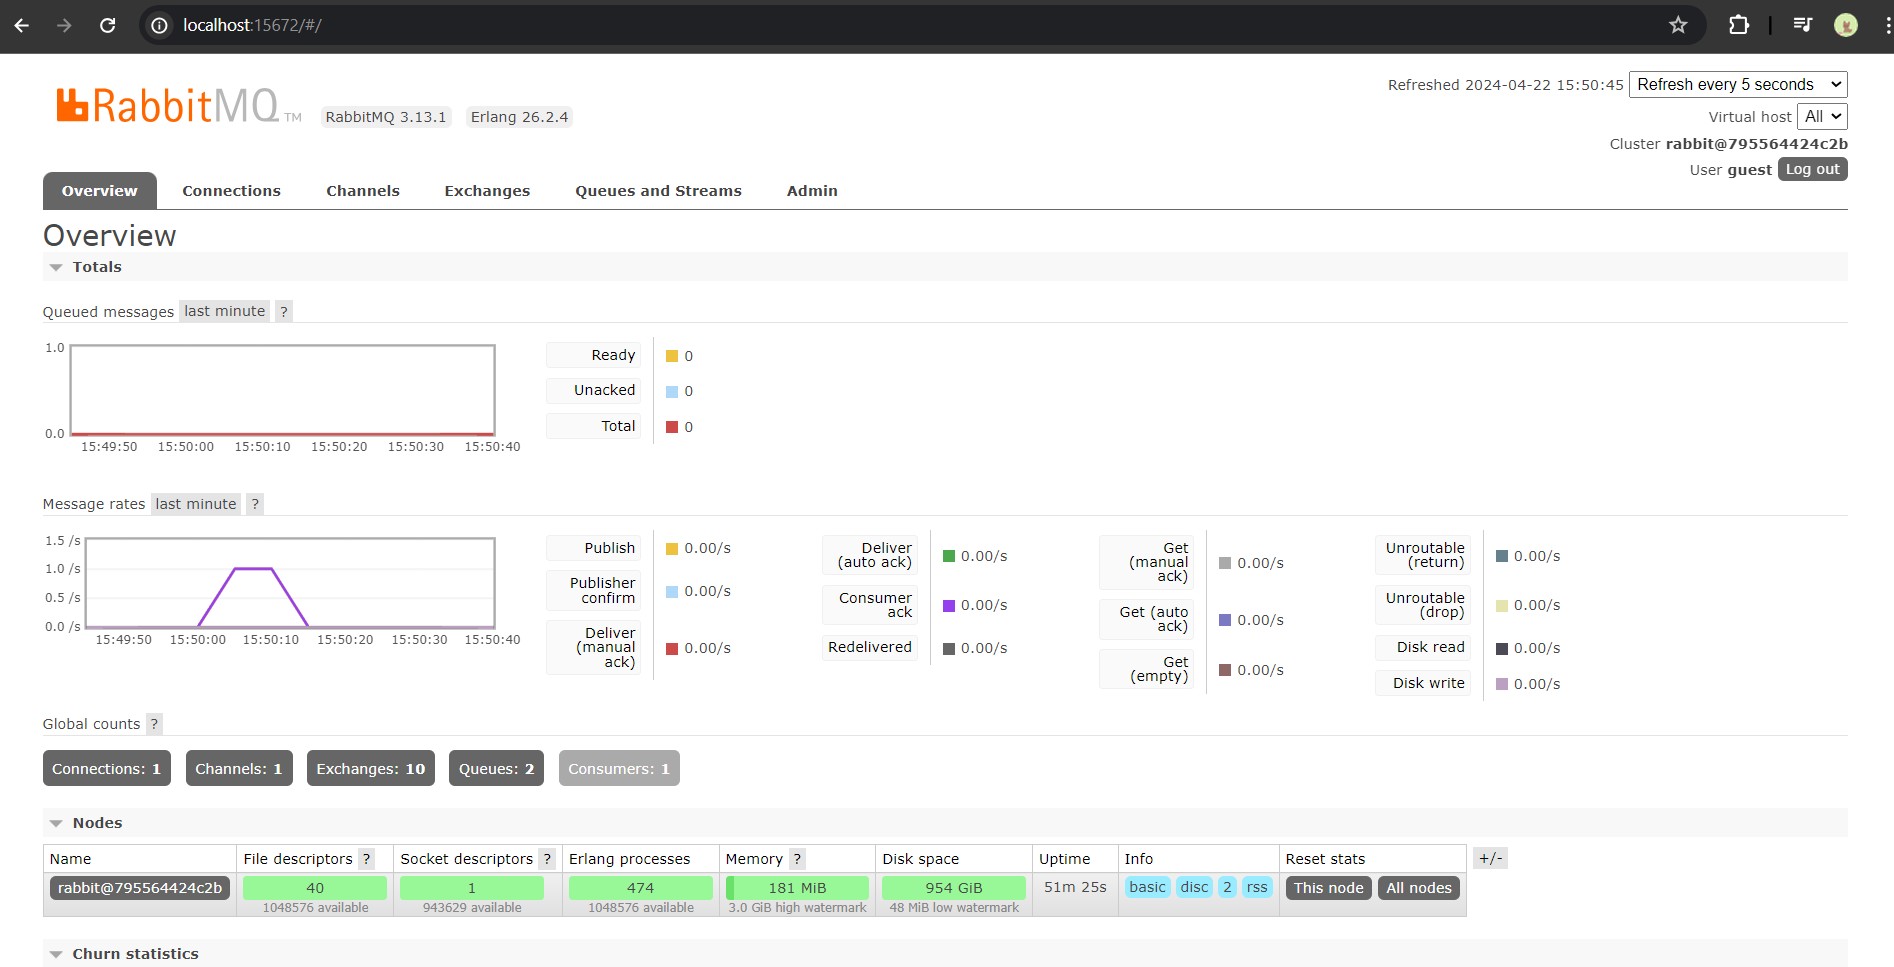 localhost:15672/#/
RabbitMQ TM
RabbitMQ 3.13.1 Erlang 26.2.4
Refreshed 2024-04-22 15:50:45 Refresh every 5 seconds
Virtual host All
Cluster rabbit@795564424c2b
User guest Log out
Overview Connections Channels Exchanges Queues and Streams Admin
Overview
Totals
Queued messages last minute ?
1.0
0.0
15:49:50 15:50:00 15:50:10 15:50:20 15:50:30 15:50:40
Ready 0
Unacked 0
Total 0
Message rates last minute ?
1.5 /s
1.0 /s
0.5 /s
0.0 /s
15:49:50 15:50:00 15:50:10 15:50:20 15:50:30 15:50:40
Publish 0.00/s
Publisher
confirm 0.00/s
Deliver
(manual
ack) 0.00/s
Deliver
(auto ack) 0.00/s
Consumer
ack 0.00/s
Redelivered 0.00/s
Get
(manual
ack) 0.00/s
Get (auto
ack) 0.00/s
Get
(empty) 0.00/s
Unroutable
(return) 0.00/s
Unroutable
(drop) 0.00/s
Disk read 0.00/s
Disk write 0.00/s
Global counts ?
Connections: 1 Channels: 1 Exchanges: 10 Queues: 2 Consumers: 1
Nodes
Name File descriptors ? Socket descriptors ? Erlang processes Memory ? Disk space Uptime Info Reset stats +/-
rabbit@795564424c2b 40 1 474 181 MiB 954 GiB 51m 25s basic disc 2 rss This node All nodes
1048576 available 943629 available 1048576 available 3.0 GiB high watermark 48 MiB low watermark
Churn statistics